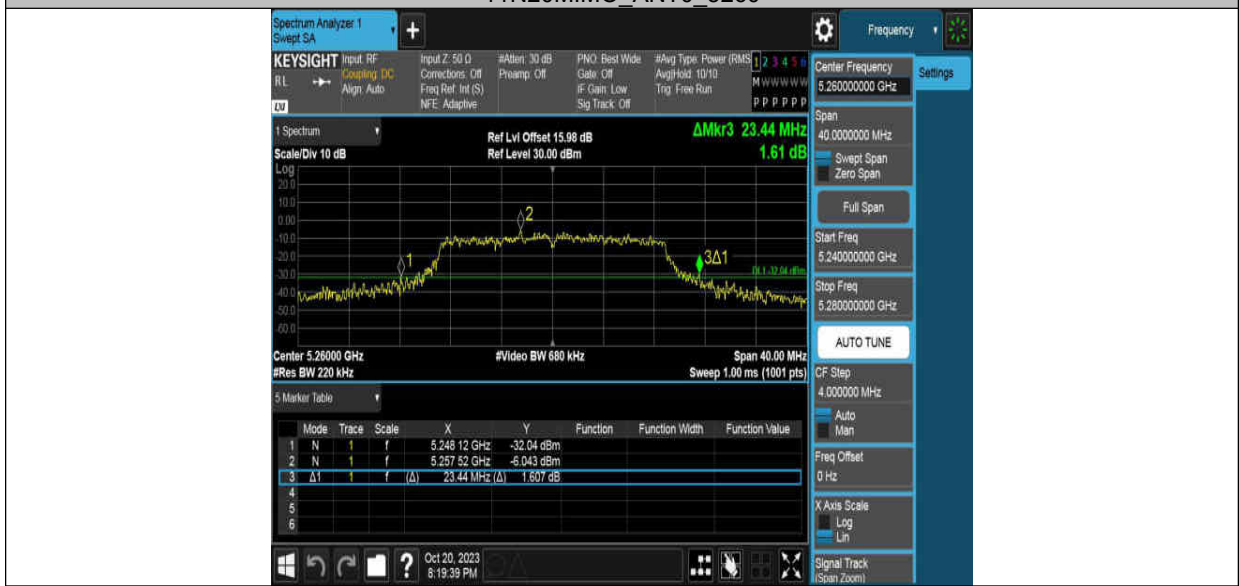 Spectrum Analyzer 1
Swept SA
+
Frequency
KEYSIGHT
RL
Input: RF
Coupling: DC
Align: Auto
Input Z: 50 Ω
Corrections: Off
Freq Ref: Int (S)
NFE: Adaptive
#Atten: 30 dB
Preamp: Off
PNO: Best Wide
Gate: Off
IF Gain: Low
Sig Track: Off
#Avg Type: Power (RMS
Avg|Hold: 10/10
Trig: Free Run
1 2 3 4 5 6
M W W W W W
P P P P P P
Center Frequency
5.260000000 GHz
Settings
Span
40.0000000 MHz
Swept Span
Zero Span
Full Span
Start Freq
5.240000000 GHz
Stop Freq
5.280000000 GHz
AUTO TUNE
CF Step
4.000000 MHz
Auto
Man
Freq Offset
0 Hz
X Axis Scale
Log
Lin
Signal Track
(Span Zoom)
1 Spectrum
Scale/Div 10 dB
Ref Lvl Offset 15.98 dB
Ref Level 30.00 dBm
ΔMkr3 23.44 MHz
1.61 dB
Log
20.0
10.0
0.00
-10.0
-20.0
-30.0
-40.0
-50.0
-60.0
1
2
3Δ1
DL1 -32.04 dBm
Center 5.26000 GHz
#Video BW 680 kHz
Span 40.00 MHz
#Res BW 220 kHz
Sweep 1.00 ms (1001 pts)
5 Marker Table
Mode Trace Scale X Y Function Function Width Function Value
1 N 1 f 5.248 12 GHz -32.04 dBm
2 N 1 f 5.257 52 GHz -6.043 dBm
3 Δ1 1 f (Δ) 23.44 MHz (Δ) 1.607 dB
4
5
6
?
Oct 20, 2023
8:19:39 PM